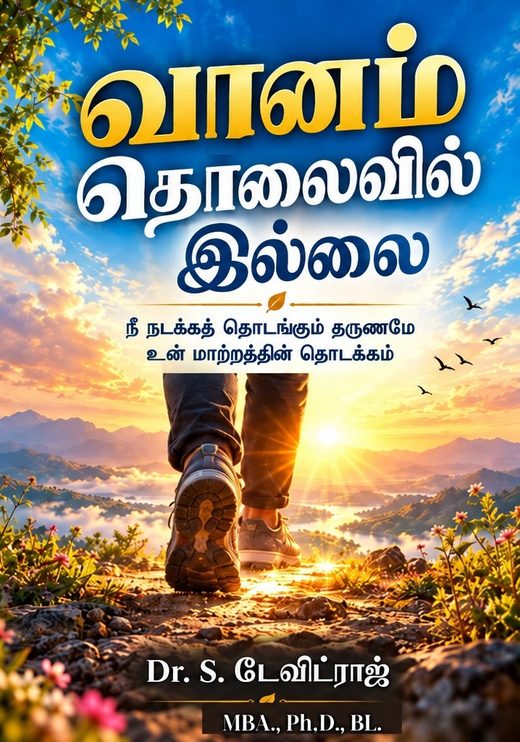 வானம்
தொலைவில்
இல்லை
நீ நடக்கத் தொடங்கும் தருணமே
உன் மாற்றத்தின் தொடக்கம்
Dr. S. டேவிட்ராஜ்
MBA., Ph,D., BL.